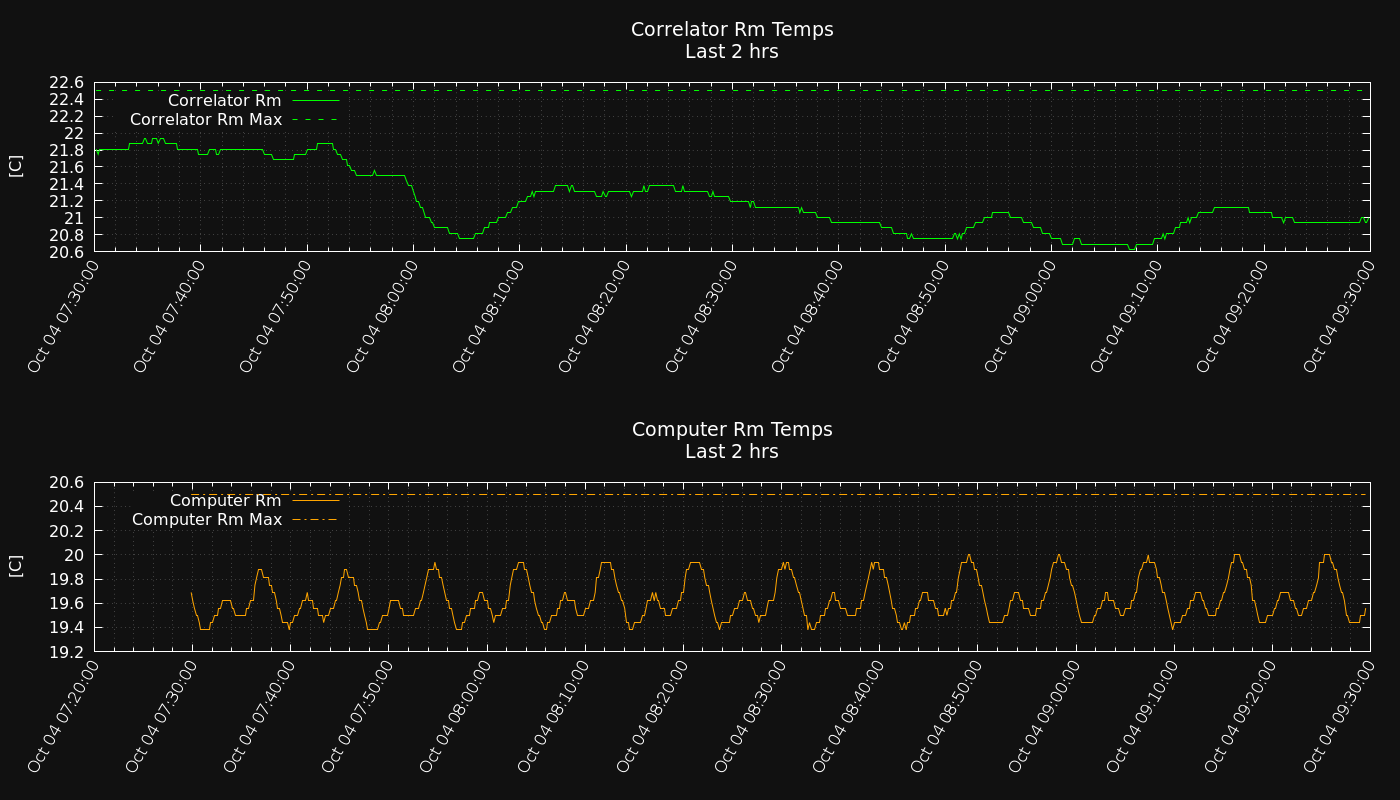 Correlator Rm Temps
Last 2 hrs
22.6
22.4
22.2
22
21.8
21.6
21.4
21.2
21
20.8
20.6
[C]
Correlator Rm
Correlator Rm Max
Oct 04 07:30:00
Oct 04 07:40:00
Oct 04 07:50:00
Oct 04 08:00:00
Oct 04 08:10:00
Oct 04 08:20:00
Oct 04 08:30:00
Oct 04 08:40:00
Oct 04 08:50:00
Oct 04 09:00:00
Oct 04 09:10:00
Oct 04 09:20:00
Oct 04 09:30:00
Computer Rm Temps
Last 2 hrs
20.6
20.4
20.2
20
19.8
19.6
19.4
19.2
[C]
Computer Rm
Computer Rm Max
Oct 04 07:20:00
Oct 04 07:30:00
Oct 04 07:40:00
Oct 04 07:50:00
Oct 04 08:00:00
Oct 04 08:10:00
Oct 04 08:20:00
Oct 04 08:30:00
Oct 04 08:40:00
Oct 04 08:50:00
Oct 04 09:00:00
Oct 04 09:10:00
Oct 04 09:20:00
Oct 04 09:30:00